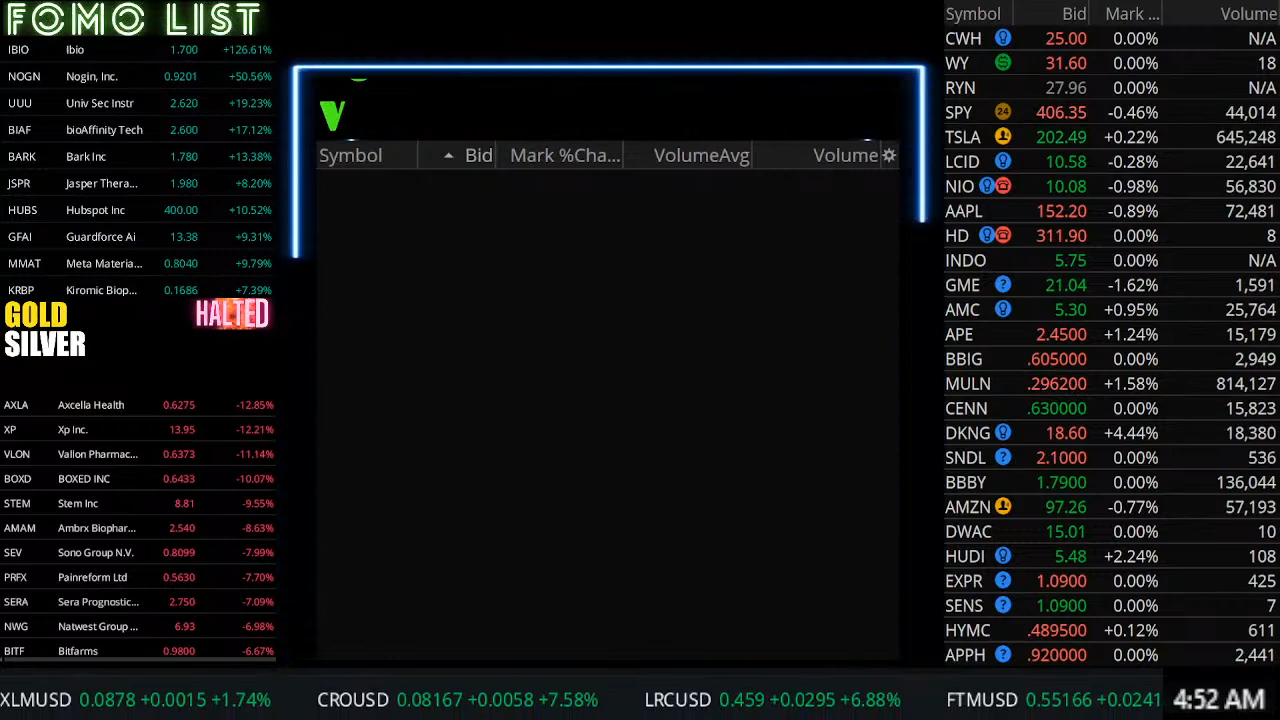 FOMO LIST
IBIO Ibio 1.700 +126.61%
NOGN Nogin, Inc. 0.9201 +50.56%
UUU Univ Sec Instr 2.620 +19.23%
BIAF bioAffinity Tech 2.600 +17.12%
BARK Bark Inc 1.780 +13.38%
JSPR Jasper Thera... 1.980 +8.20%
HUBS Hubspot Inc 400.00 +10.52%
GFAI Guardforce Ai 13.38 +9.31%
MMAT Meta Materia... 0.8040 +9.79%
KRBP Kiromic Biop... 0.1686 +7.39%
GOLD HALTED
SILVER
AXLA Axcella Health 0.6275 -12.85%
XP Xp Inc. 13.95 -12.21%
VLON Vallon Pharmac... 0.6373 -11.14%
BOXD BOXED INC 0.6433 -10.07%
STEM Stem Inc 8.81 -9.55%
AMAM Ambrx Biophar... 2.540 -8.63%
SEV Sono Group N.V. 0.8099 -7.99%
PRFX Painreform Ltd 0.5630 -7.70%
SERA Sera Prognostic... 2.750 -7.09%
NWG Natwest Group ... 6.93 -6.98%
BITF Bitfarms 0.9800 -6.67%
V
Symbol Bid Mark %Cha... VolumeAvg Volume
Symbol Bid Mark ... Volume
CWH 25.00 0.00% N/A
WY 31.60 0.00% 18
RYN 27.96 0.00% N/A
SPY 24 406.35 -0.46% 44,014
TSLA 202.49 +0.22% 645,248
LCID 10.58 -0.28% 22,641
NIO 10.08 -0.98% 56,830
AAPL 152.20 -0.89% 72,481
HD 311.90 0.00% 8
INDO 5.75 0.00% N/A
GME ? 21.04 -1.62% 1,591
AMC 5.30 +0.95% 25,764
APE 2.4500 +1.24% 15,179
BBIG .605000 0.00% 2,949
MULN .296200 +1.58% 814,127
CENN .630000 0.00% 15,823
DKNG 18.60 +4.44% 18,380
SNDL ? 2.1000 0.00% 536
BBBY 1.7900 0.00% 136,044
AMZN 97.26 -0.77% 57,193
DWAC 15.01 0.00% 10
HUDI 5.48 +2.24% 108
EXPR ? 1.0900 0.00% 425
SENS ? 1.0900 0.00% 7
HYMC .489500 +0.12% 611
APPH ? .920000 0.00% 2,441
XLMUSD 0.0878 +0.0015 +1.74% CROUSD 0.08167 +0.0058 +7.58% LRCUSD 0.459 +0.0295 +6.88% FTMUSD 0.55166 +0.0241 4:52 AM